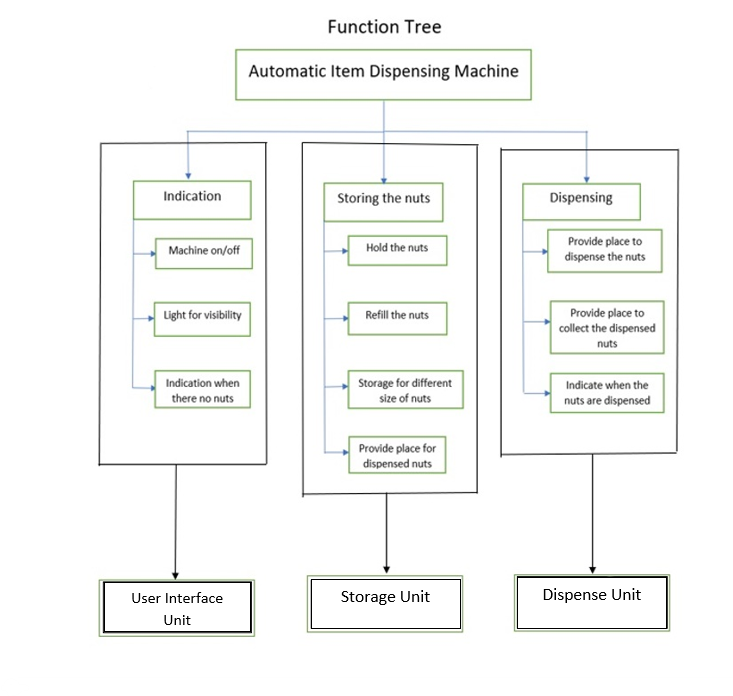 Function Tree
Automatic Item Dispensing Machine
Indication
Machine on/off
Light for visibility
Indication when
there no nuts
Storing the nuts
Hold the nuts
Refill the nuts
Storage for different
size of nuts
Provide place for
dispensed nuts
Dispensing
Provide place to
dispense the nuts
Provide place to
collect the dispensed
nuts
Indicate when the
nuts are dispensed
User Interface
Unit
Storage Unit
Dispense Unit